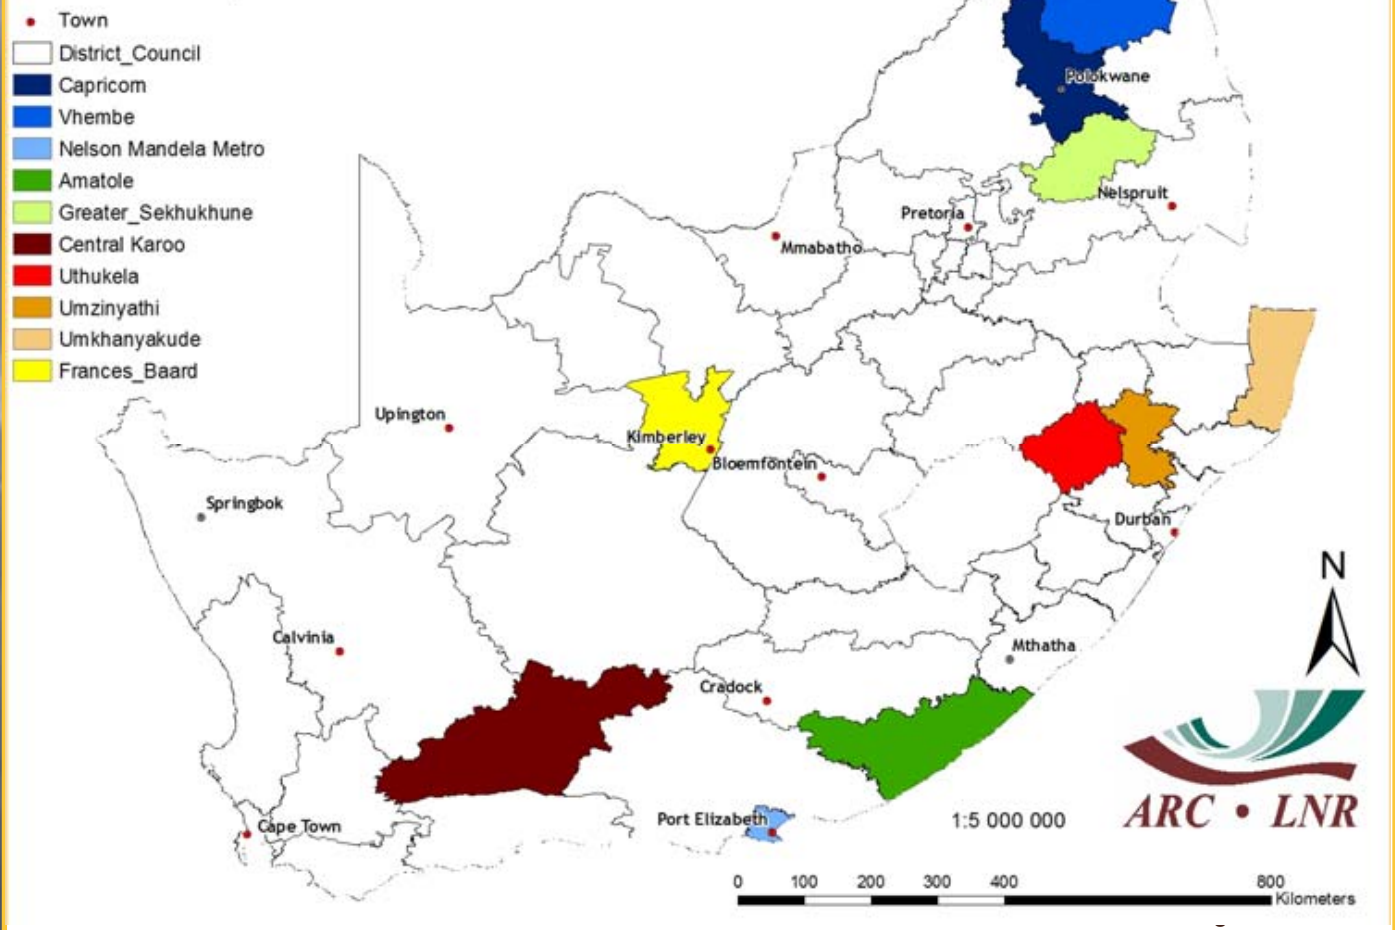 Town
District_Council
Capricorn
Vhembe
Nelson Mandela Metro
Amatole
Greater_Sekhukhune
Central Karoo
Uthukela
Umzinyathi
Umkhanyakude
Frances_Baard
Polokwane
Nelspruit
Pretoria
Mmabatho
Upington
Kimberley
Bloemfontein
Springbok
Durban
N
Calvinia
Mthatha
Cradock
Cape Town
Port Elizabeth
1:5 000 000
ARC • LNR
0 100 200 300 400 800
Kilometers